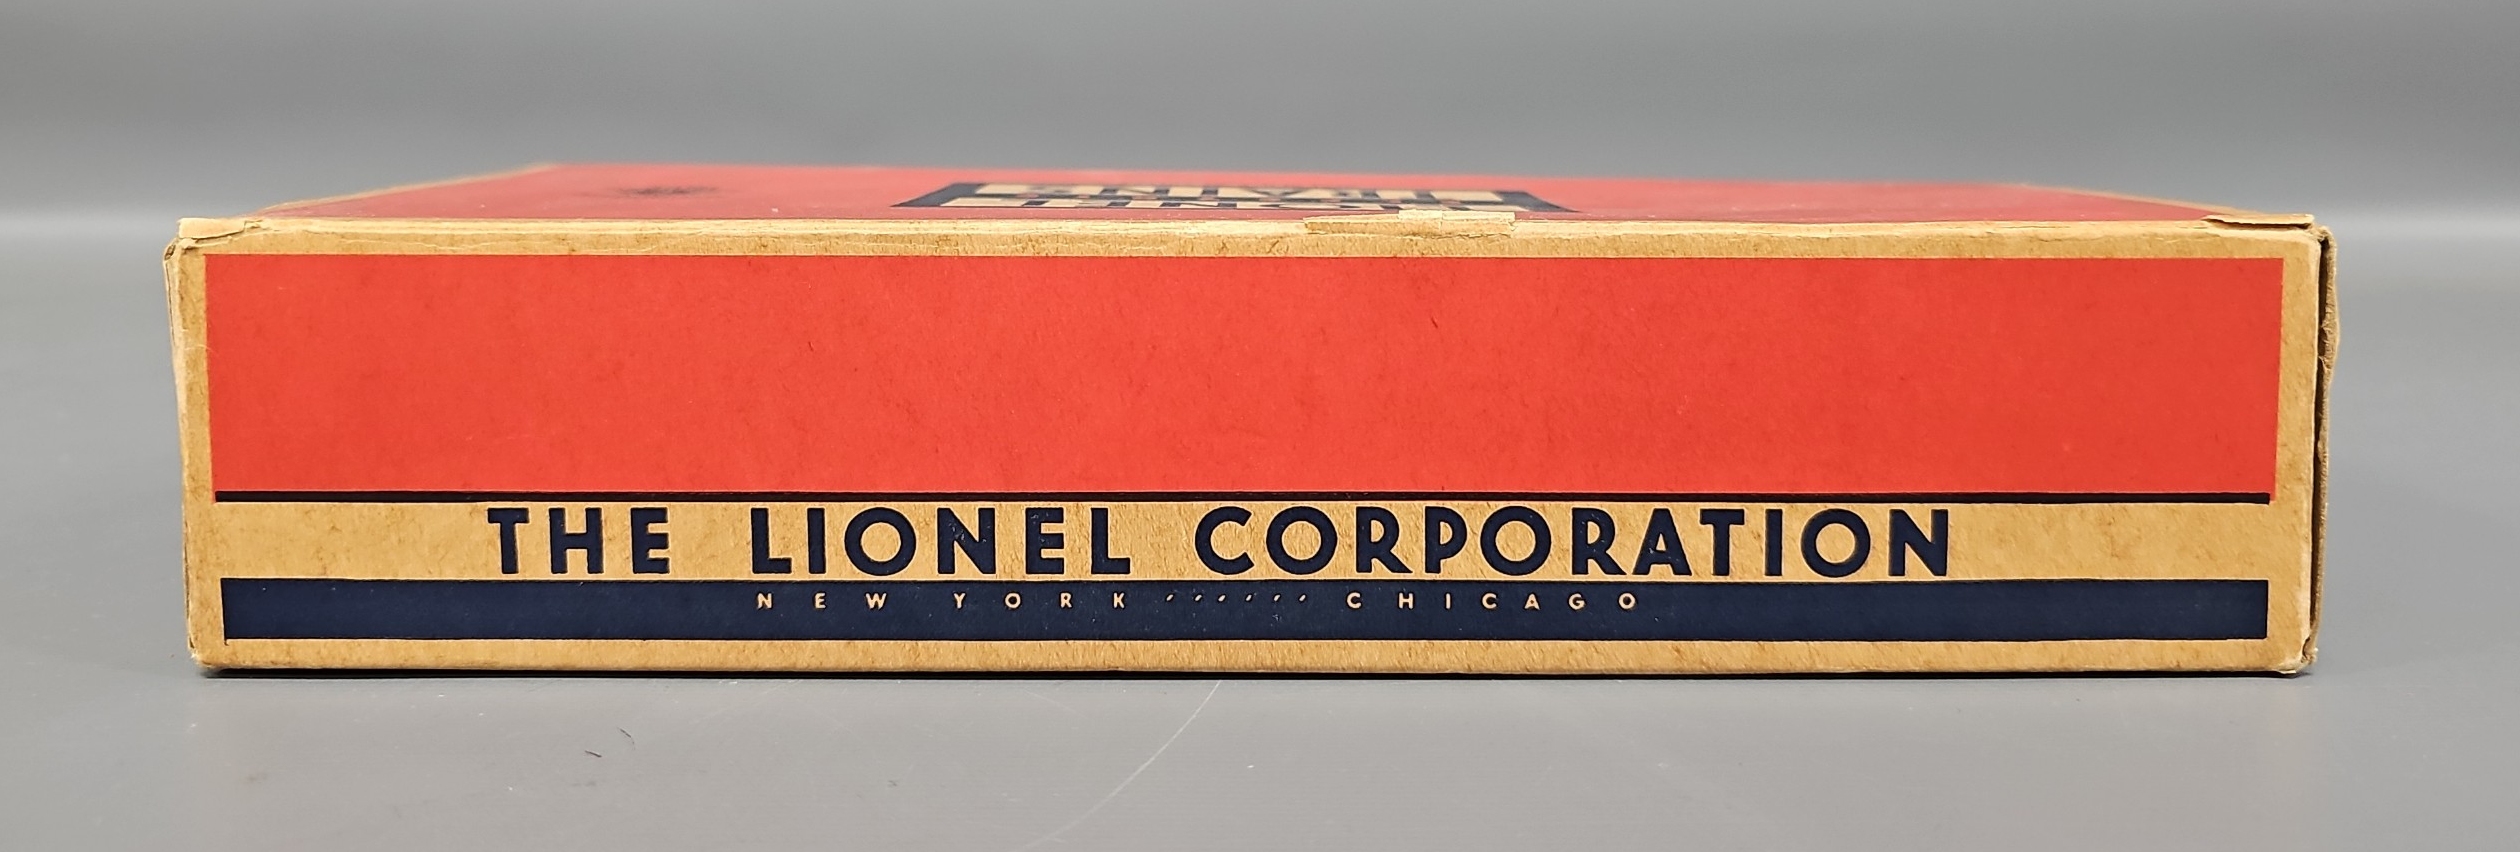 THE LIONEL CORPORATION
NEW YORK ′ ′ ′ ′ ′ ′ CHICAGO